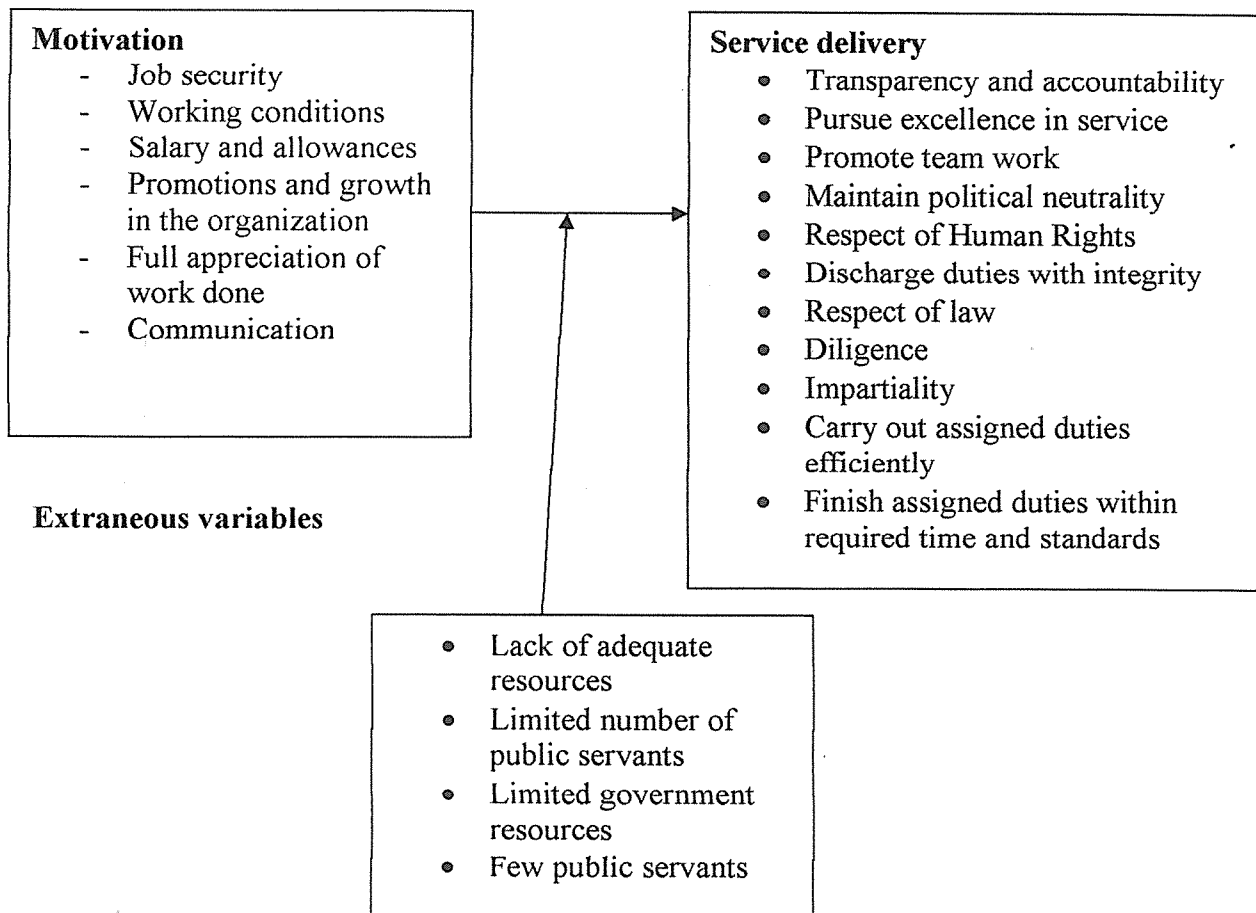 Motivation
- Job security
- Working conditions
- Salary and allowances
- Promotions and growth
in the organization
- Full appreciation of
work done
- Communication
Service delivery
• Transparency and accountability
• Pursue excellence in service
• Promote team work
• Maintain political neutrality
• Respect of Human Rights
• Discharge duties with integrity
• Respect of law
• Diligence
• Impartiality
• Carry out assigned duties
efficiently
• Finish assigned duties within
required time and standards
Extraneous variables
• Lack of adequate
resources
• Limited number of
public servants
• Limited government
resources
• Few public servants